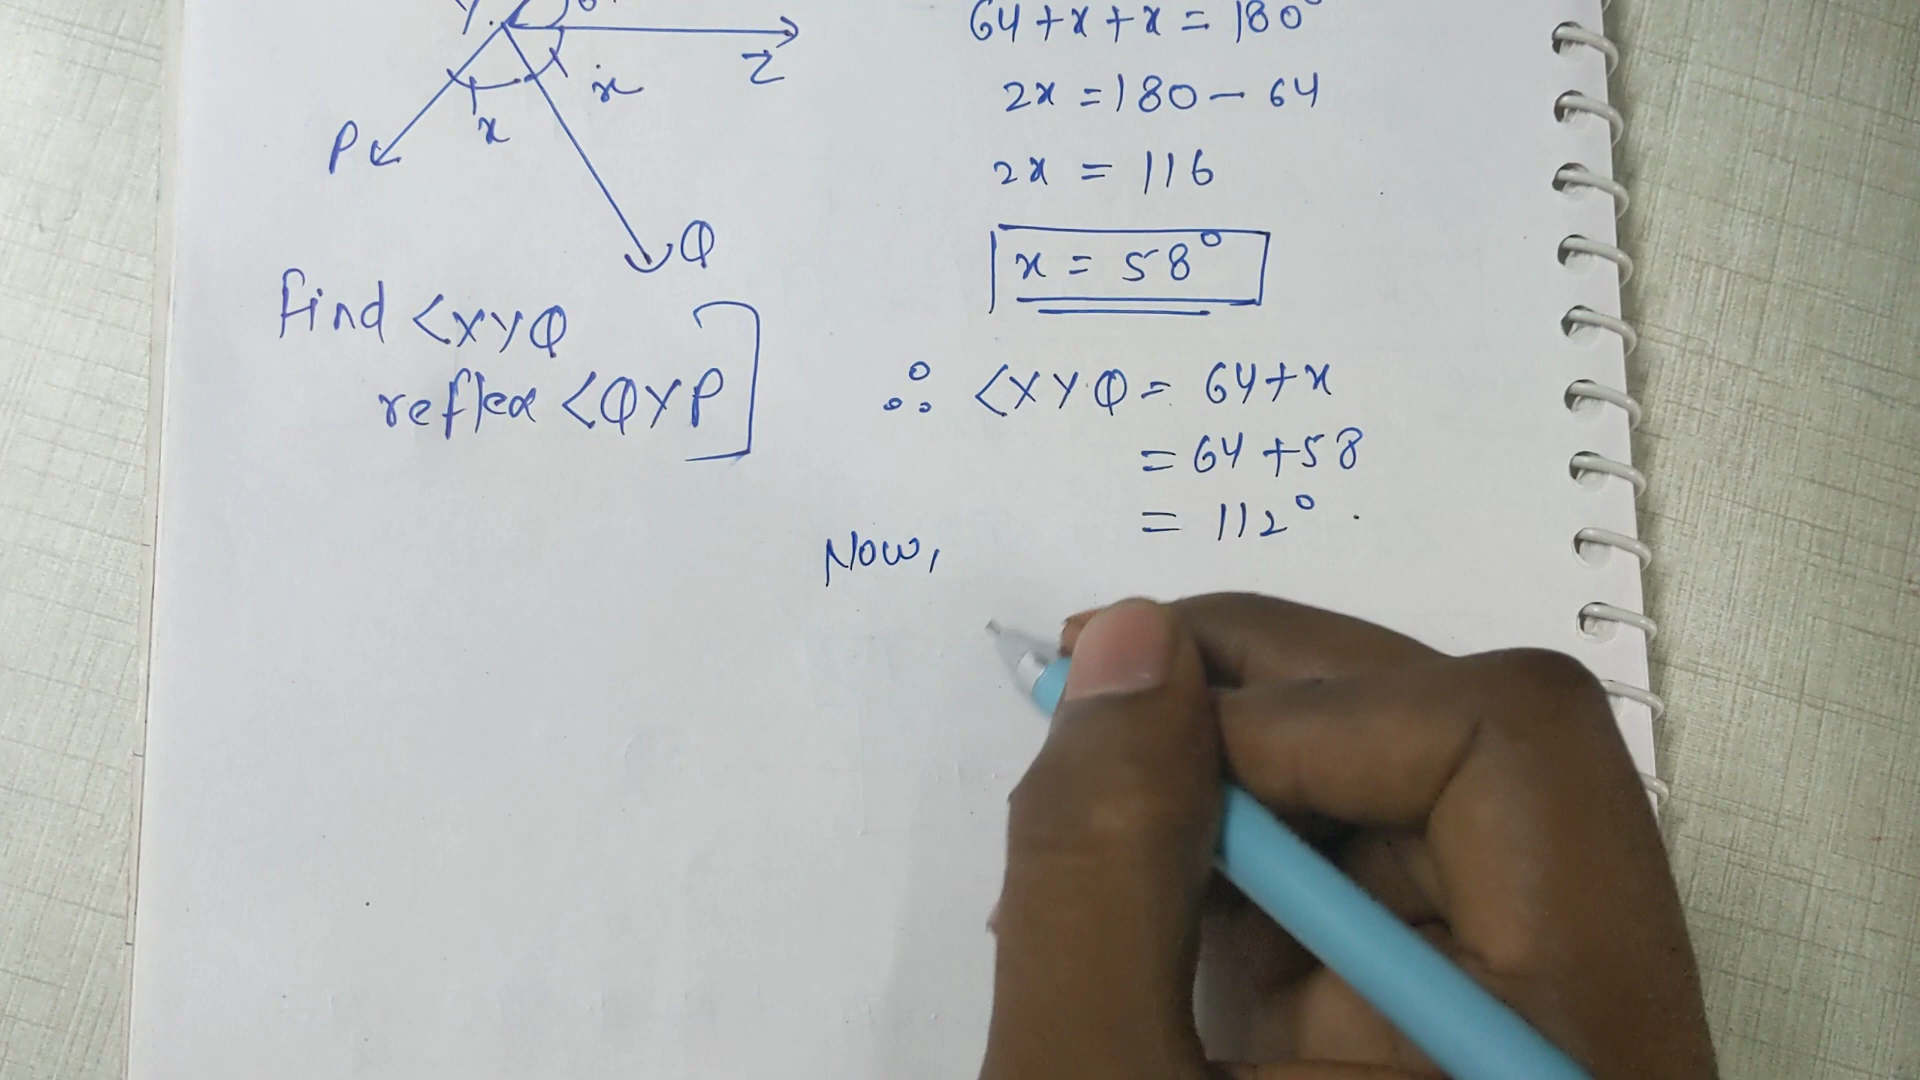 Y.
Z
x
x
P
Q
Find <XYQ
reflex <QYP
64+x+x=180°
2x=180-64
2x = 116
x = 58°
∴ <XYQ= 64+x
= 64+58
= 112°.
Now,